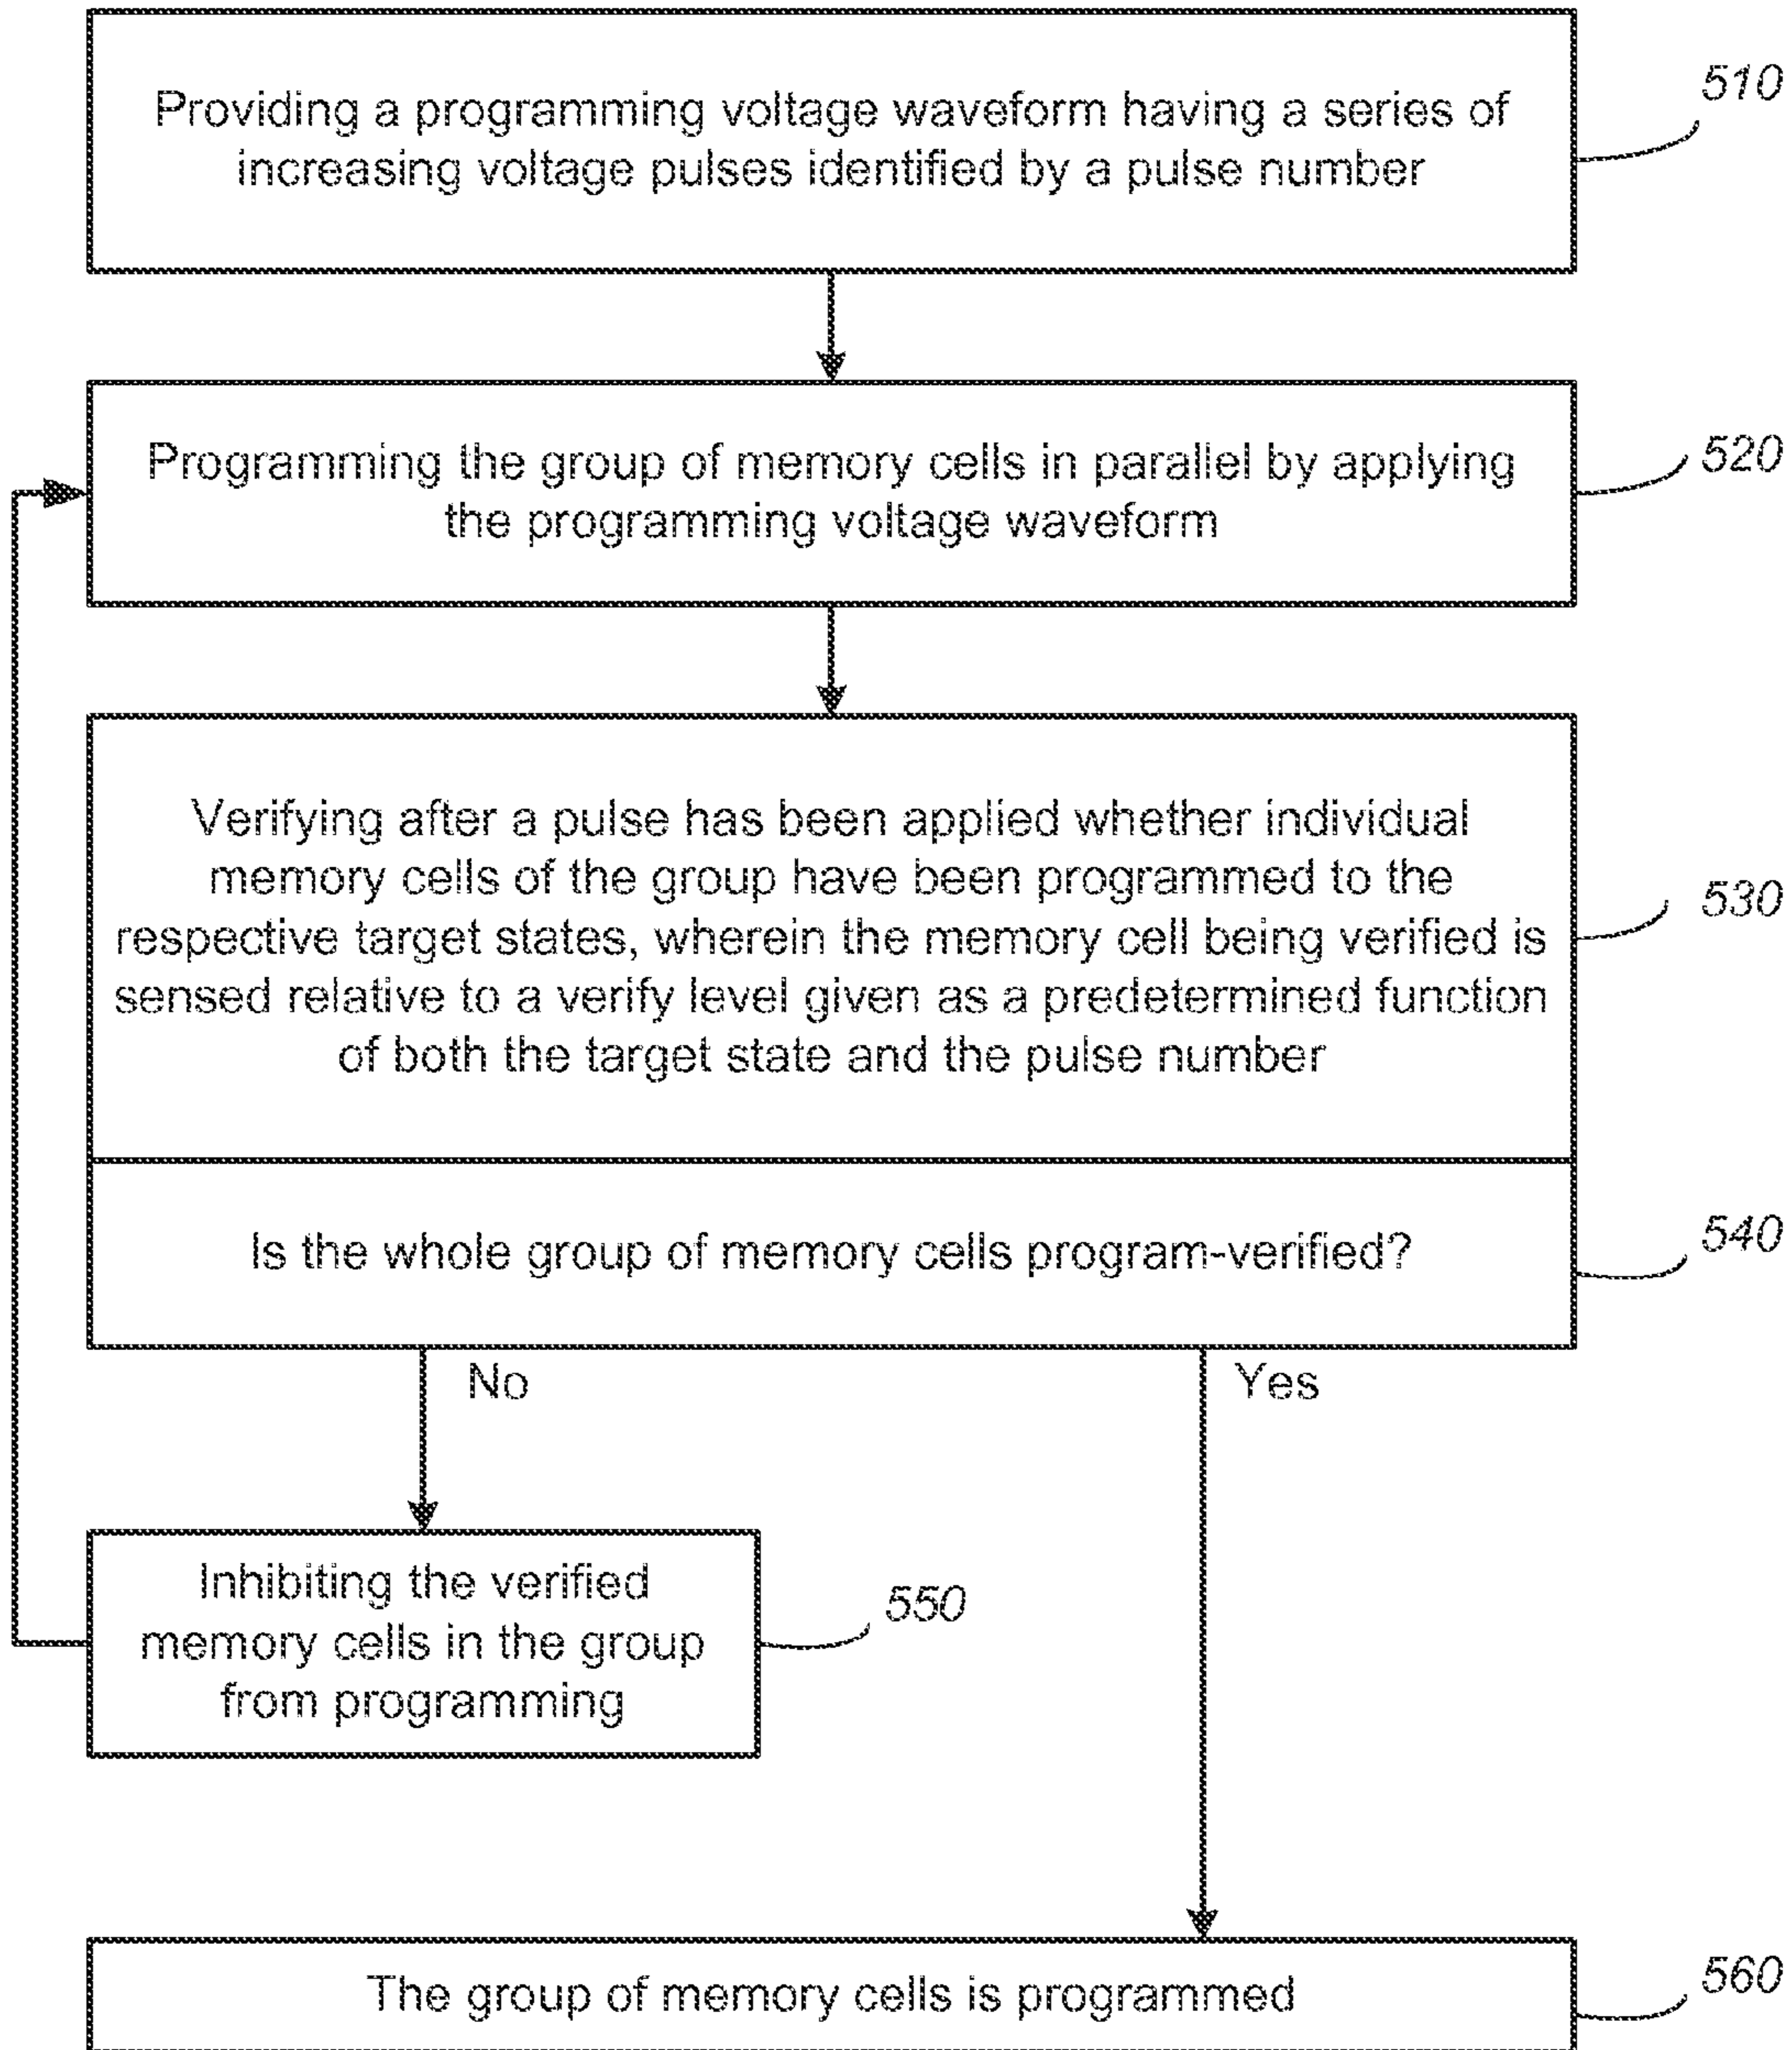 Providing a programming voltage waveform having a series of
increasing voltage pulses identified by a pulse number
510
Programming the group of memory cells in parallel by applying
the programming voltage waveform
520
Verifying after a pulse has been applied whether individual
memory cells of the group have been programmed to the
respective target states, wherein the memory cell being verified is
sensed relative to a verify level given as a predetermined function
of both the target state and the pulse number
530
Is the whole group of memory cells program-verified?
540
No
Yes
Inhibiting the verified
memory cells in the group
from programming
550
The group of memory cells is programmed
560